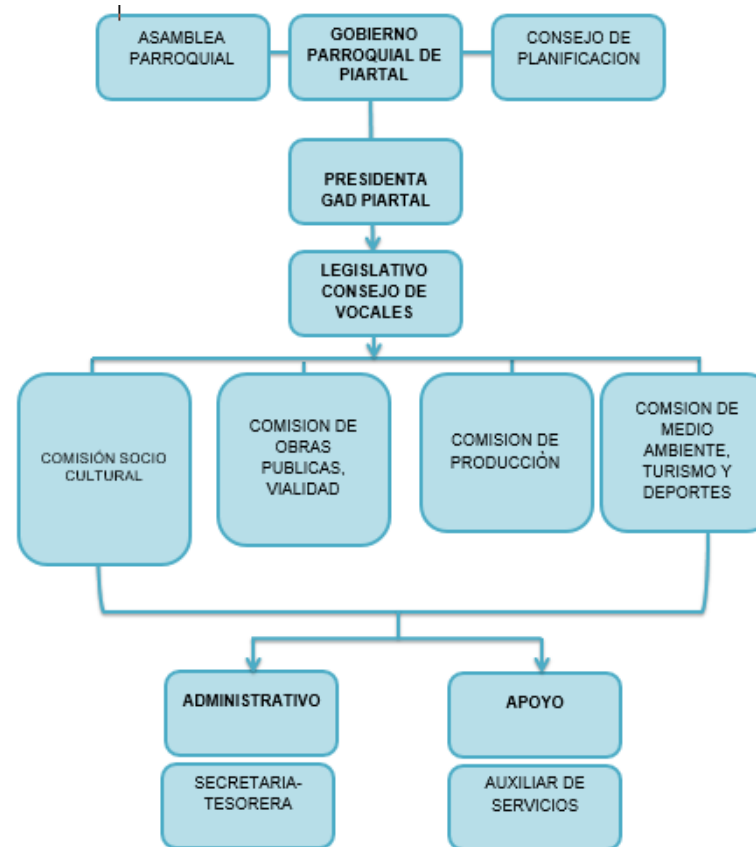 ASAMBLEA
PARROQUIAL
GOBIERNO
PARROQUIAL DE
PIARTAL
CONSEJO DE
PLANIFICACION
PRESIDENTA
GAD PIARTAL
LEGISLATIVO
CONSEJO DE
VOCALES
COMISIÓN SOCIO
CULTURAL
COMISION DE
OBRAS
PUBLICAS,
VIALIDAD
COMISION DE
PRODUCCIÒN
COMSION DE
MEDIO
AMBIENTE,
TURISMO Y
DEPORTES
ADMINISTRATIVO
APOYO
SECRETARIA-
TESORERA
AUXILIAR DE
SERVICIOS